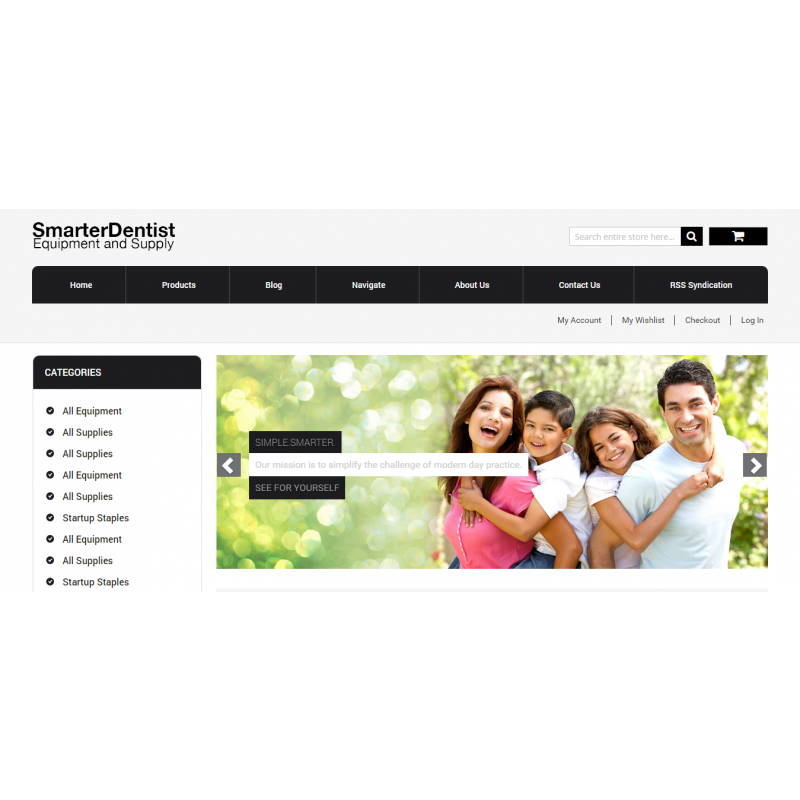 SmarterDentist
Equipment and Supply
Search entire store here...
Home Products Blog Navigate About Us Contact Us RSS Syndication
My Account | My Wishlist | Checkout | Log In
CATEGORIES
All Equipment
All Supplies
All Supplies
All Equipment
All Supplies
Startup Staples
All Equipment
All Supplies
Startup Staples
SIMPLE.SMARTER.
Our mission is to simplify the challenge of modern day practice.
SEE FOR YOURSELF